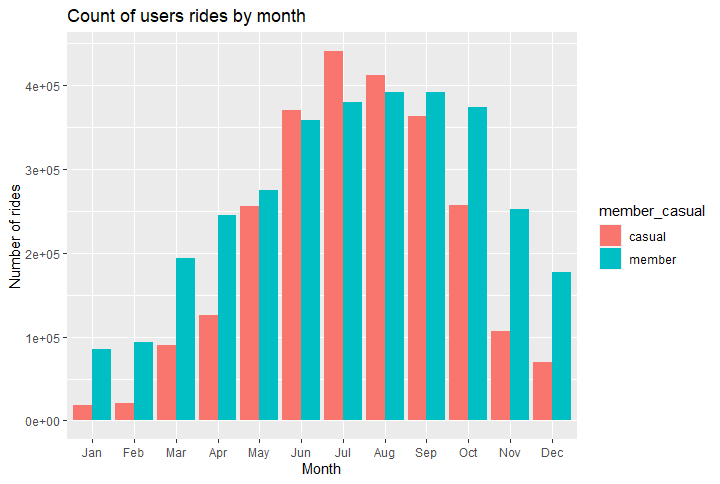 Count of users rides by month
Number of rides
4e+05
3e+05
2e+05
1e+05
0e+00
Jan Feb Mar Apr May Jun Jul Aug Sep Oct Nov Dec
Month
member_casual
casual
member